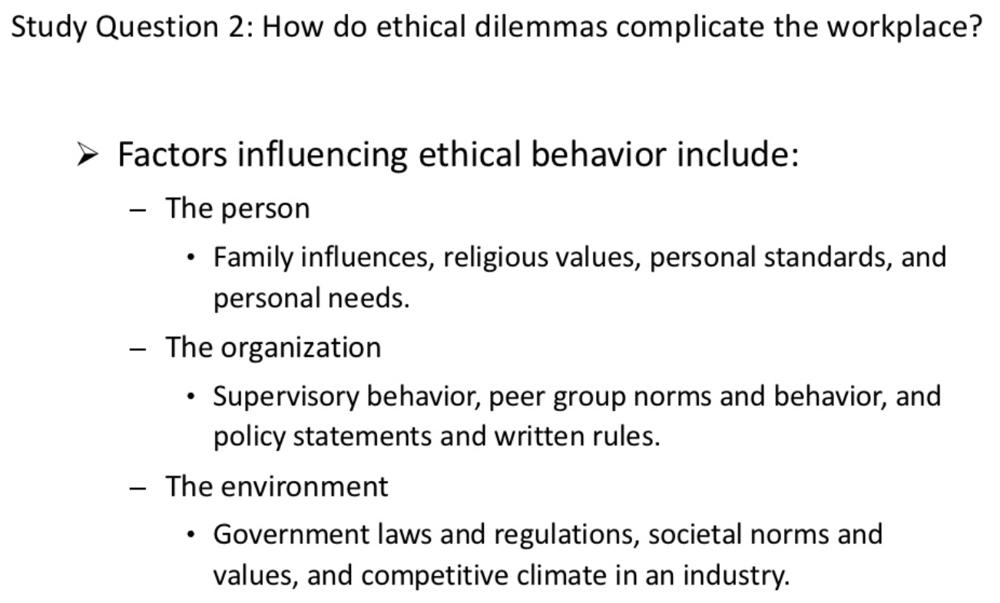 Study Question 2: How do ethical dilemmas complicate the workplace?
➢ Factors influencing ethical behavior include:
– The person
• Family influences, religious values, personal standards, and
personal needs.
– The organization
• Supervisory behavior, peer group norms and behavior, and
policy statements and written rules.
– The environment
• Government laws and regulations, societal norms and
values, and competitive climate in an industry.